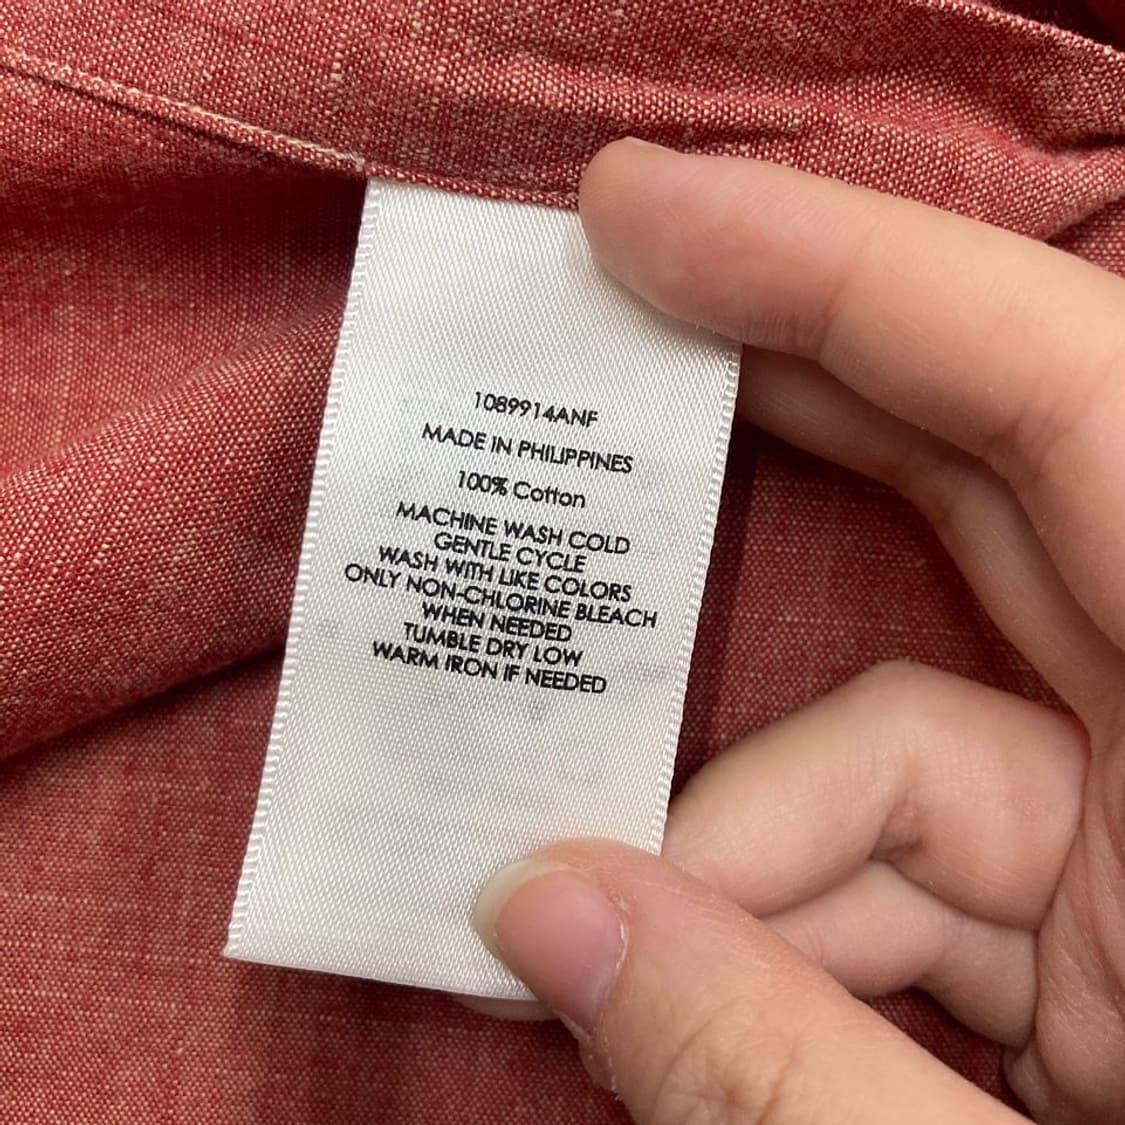 1089914ANF
MADE IN PHILIPPINES
100% Cotton
MACHINE WASH COLD
GENTLE CYCLE
WASH WITH LIKE COLORS
ONLY NON-CHLORINE BLEACH
WHEN NEEDED
TUMBLE DRY LOW
WARM IRON IF NEEDED